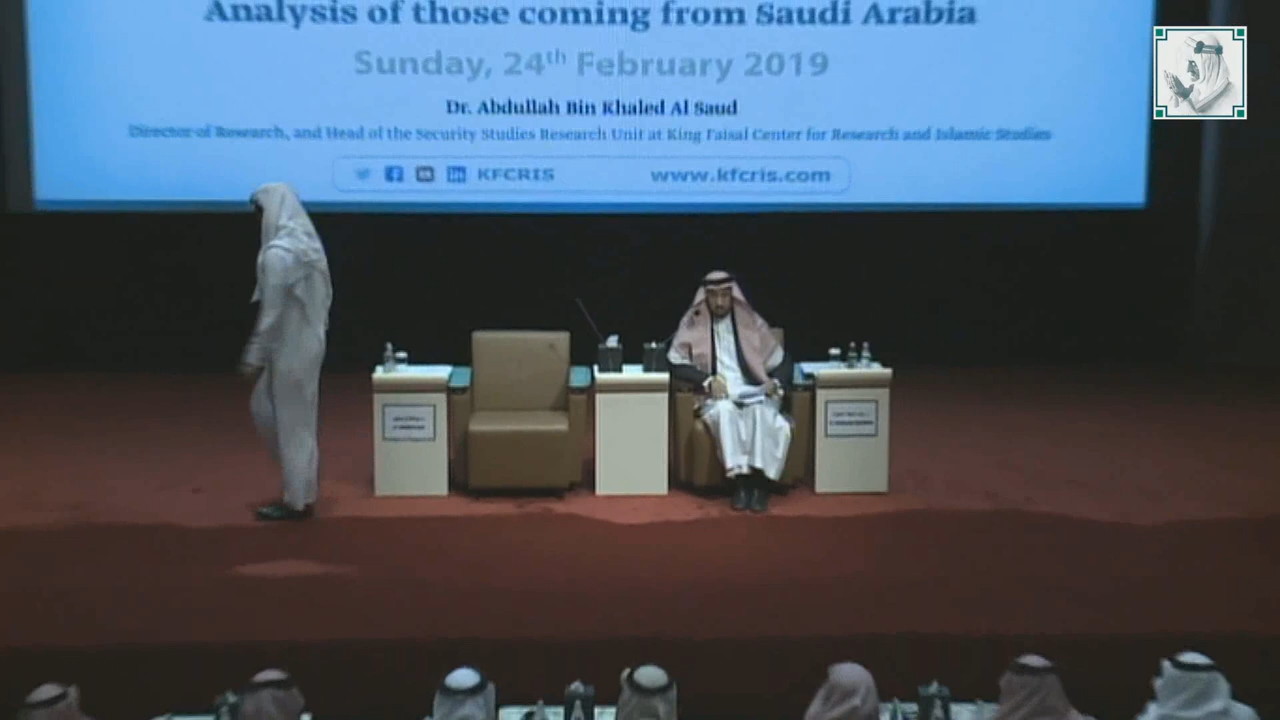 Analysis of those coming from Saudi Arabia
Sunday, 24th February 2019
Dr. Abdullah Bin Khaled Al Saud
Director of Research, and Head of the Security Studies Research Unit at King Faisal Center for Research and Islamic Studies
KFCRIS www.kfcris.com